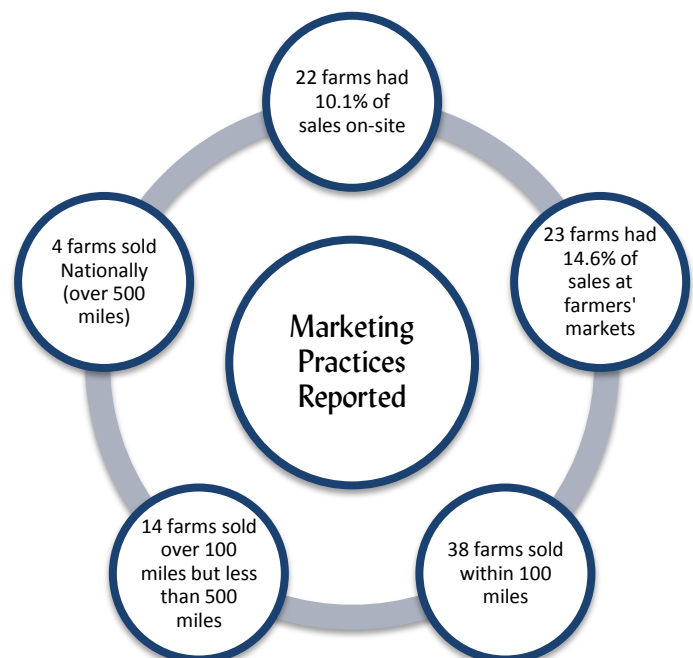 22 farms had
10.1% of
sales on-site
23 farms had
14.6% of
sales at
farmers'
markets
38 farms sold
within 100
miles
14 farms sold
over 100
miles but less
than 500
miles
4 farms sold
Nationally
(over 500
miles)
Marketing
Practices
Reported